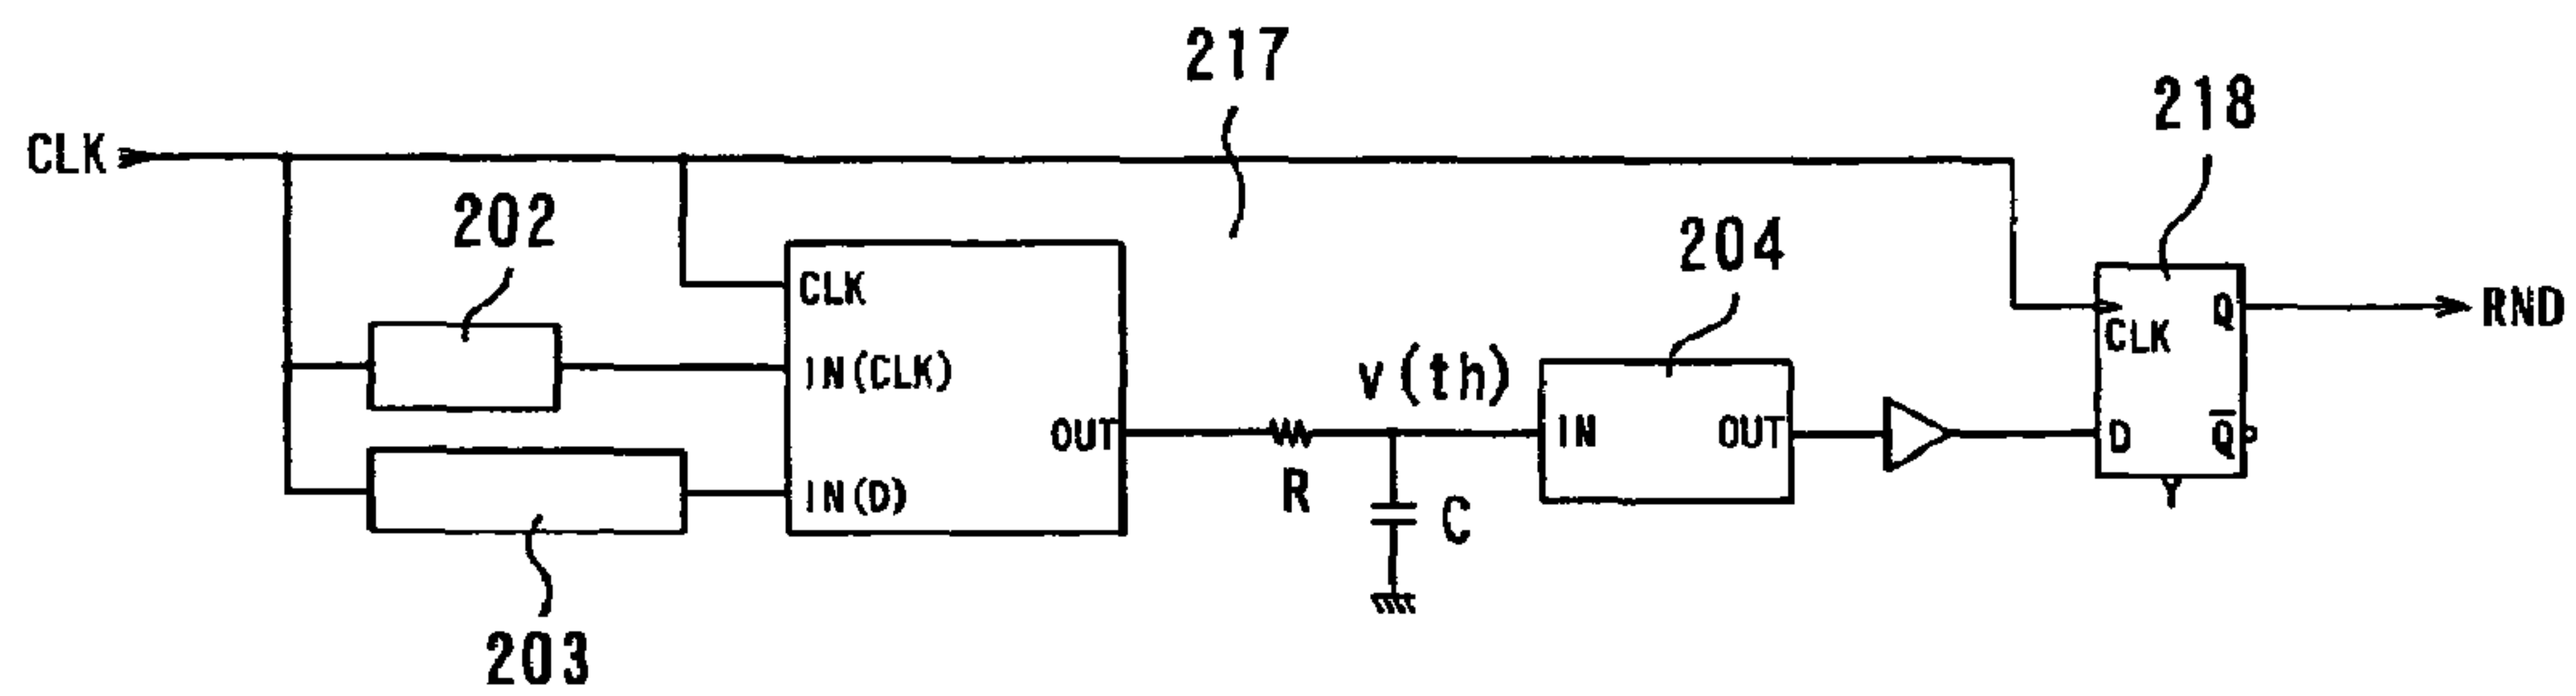 217
218
CLK
202
204
CLK
CLK
Q
RND
IN(CLK)
v(th)
OUT
IN
OUT
D
Q̅
IN(D)
R
C
203